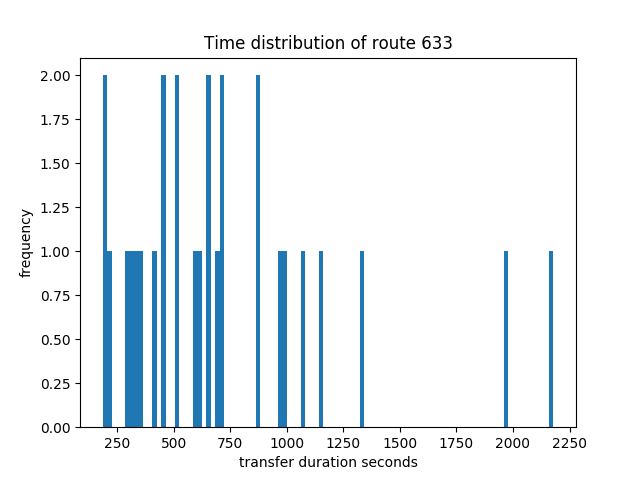 Time distribution of route 633
frequency
2.00
1.75
1.50
1.25
1.00
0.75
0.50
0.25
0.00
250 500 750 1000 1250 1500 1750 2000 2250
transfer duration seconds